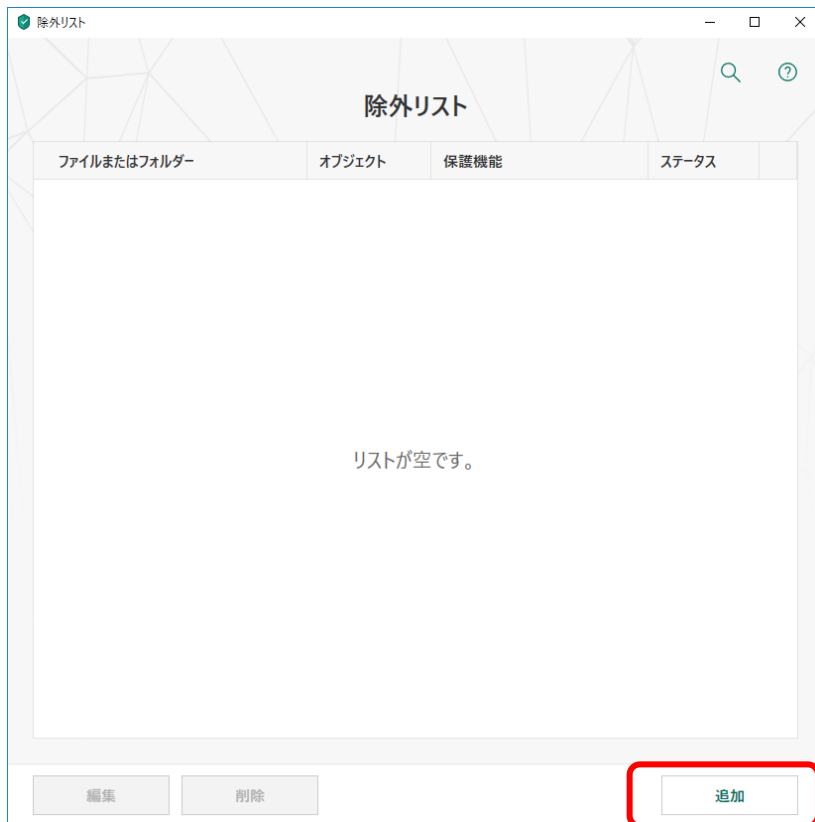 除外リスト
除外リスト
ファイルまたはフォルダー オブジェクト 保護機能 ステータス
リストが空です。
編集 削除 追加